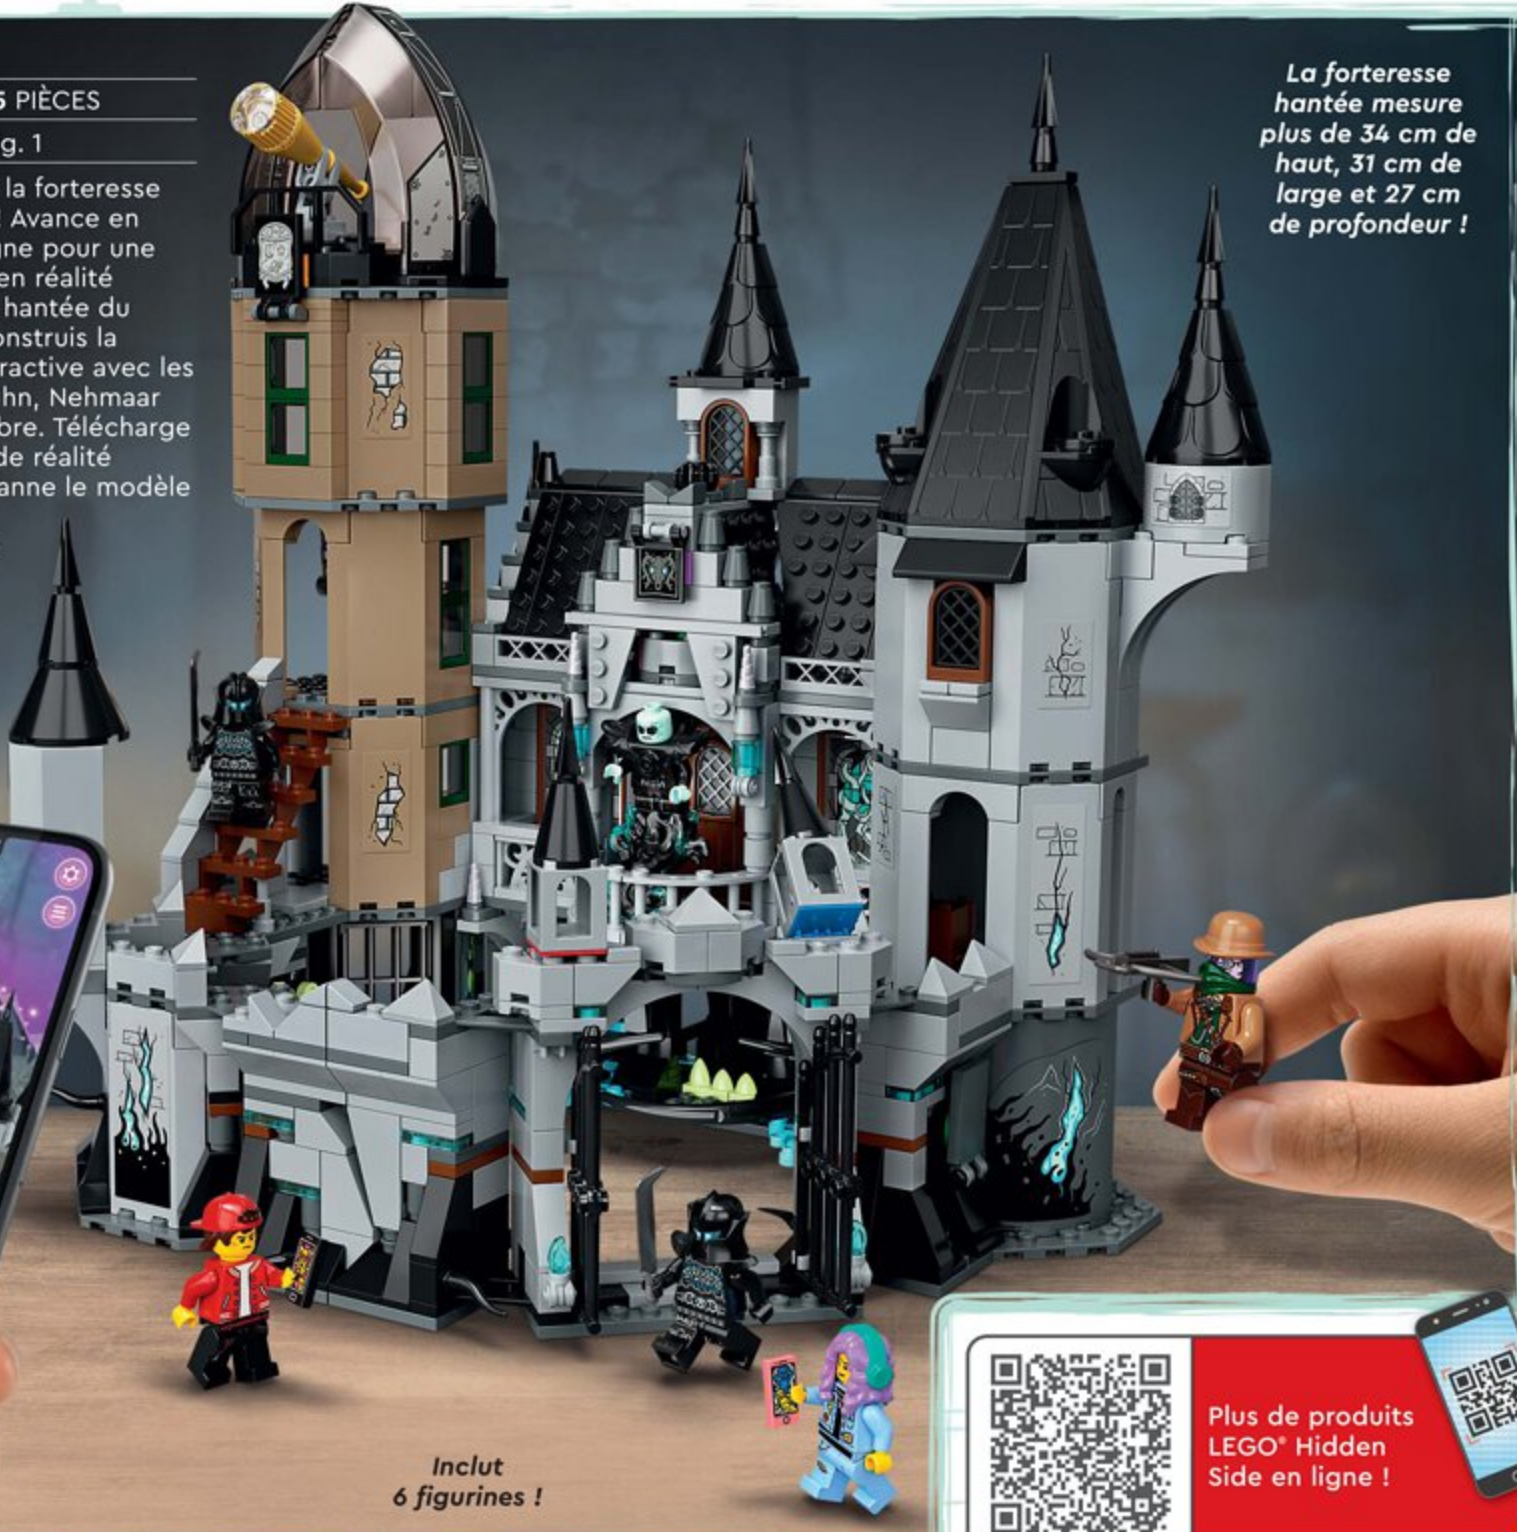 5 PIÈCES
g. 1
la forteresse
! Avance en
gne pour une
en réalité
hantée du
onstruis la
ractive avec les
hn, Nehmaar
bre. Télécharge
de réalité
anne le modèle
La forteresse
hantée mesure
plus de 34 cm de
haut, 31 cm de
large et 27 cm
de profondeur !
Inclut
6 figurines !
Plus de produits
LEGO® Hidden
Side en ligne !